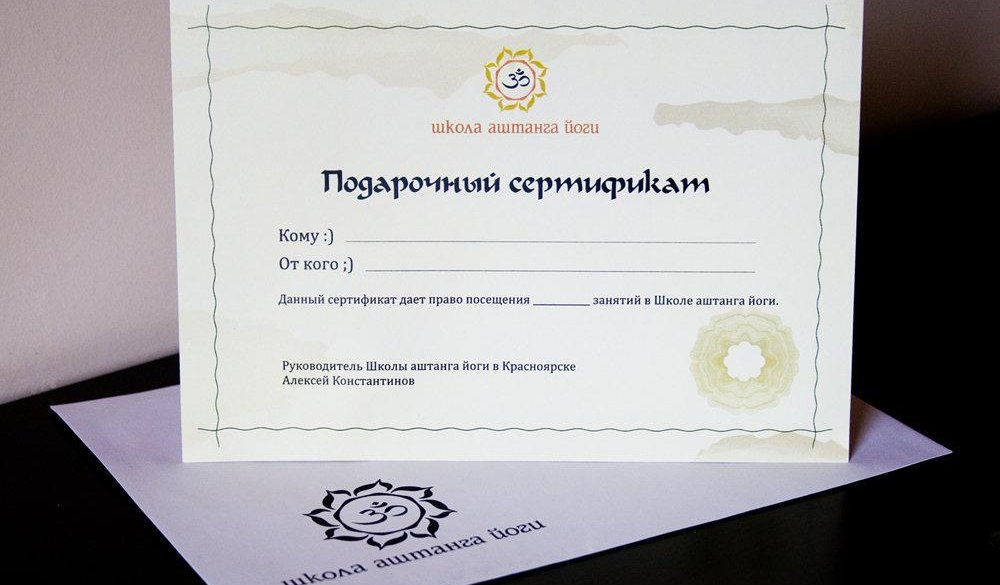 ॐ
школа аштанга йоги
Подарочный сертификат
Кому :)
От кого ;)
Данный сертификат дает право посещения __________ занятий в Школе аштанга йоги.
Руководитель Школы аштанга йоги в Красноярске
Алексей Константинов
ॐ
школа аштанга йоги